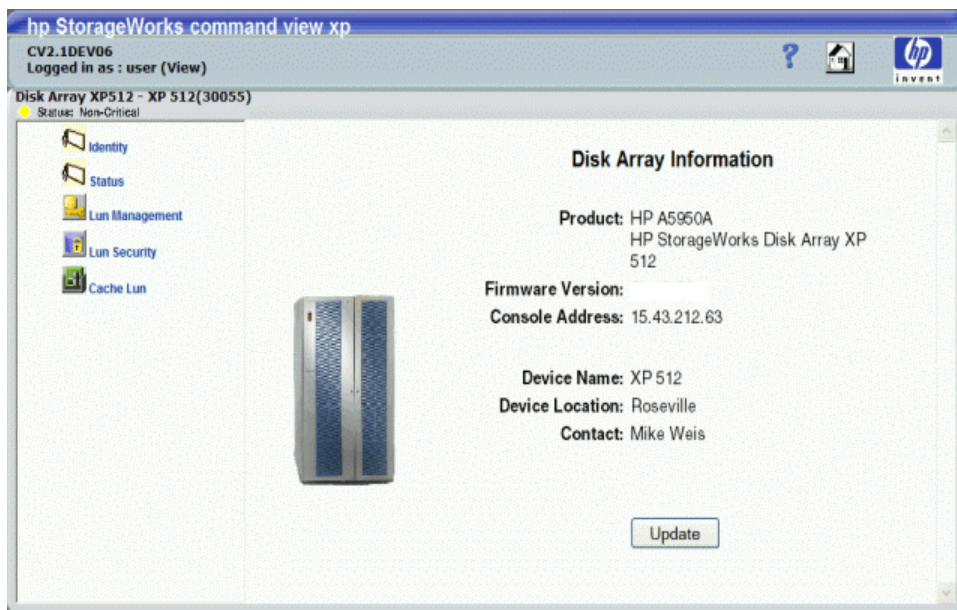 hp StorageWorks command view xp
CV2.1DEV06
Logged in as : user (View)
?
hp
invent
Disk Array XP512 - XP 512(30055)
Status: Non-Critical
Identity
Status
Lun Management
Lun Security
Cache Lun
Disk Array Information
Product: HP A5950A
HP StorageWorks Disk Array XP
512
Firmware Version:
Console Address: 15.43.212.63
Device Name: XP 512
Device Location: Roseville
Contact: Mike Weis
Update